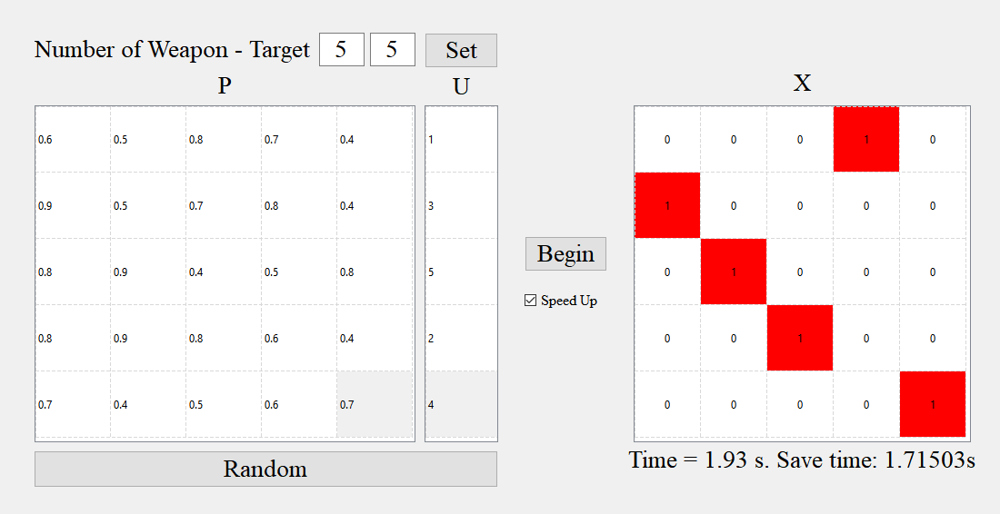 Number of Weapon - Target 5 5 Set
P U X
0.6 0.5 0.8 0.7 0.4 1 0 0 0 1 0
0.9 0.5 0.7 0.8 0.4 3 1 0 0 0 0
0.8 0.9 0.4 0.5 0.8 5 0 1 0 0 0
Begin
Speed Up
0.8 0.9 0.8 0.6 0.4 2 0 0 1 0 0
0.7 0.4 0.5 0.6 0.7 4 0 0 0 0 1
Random
Time = 1.93 s. Save time: 1.71503s